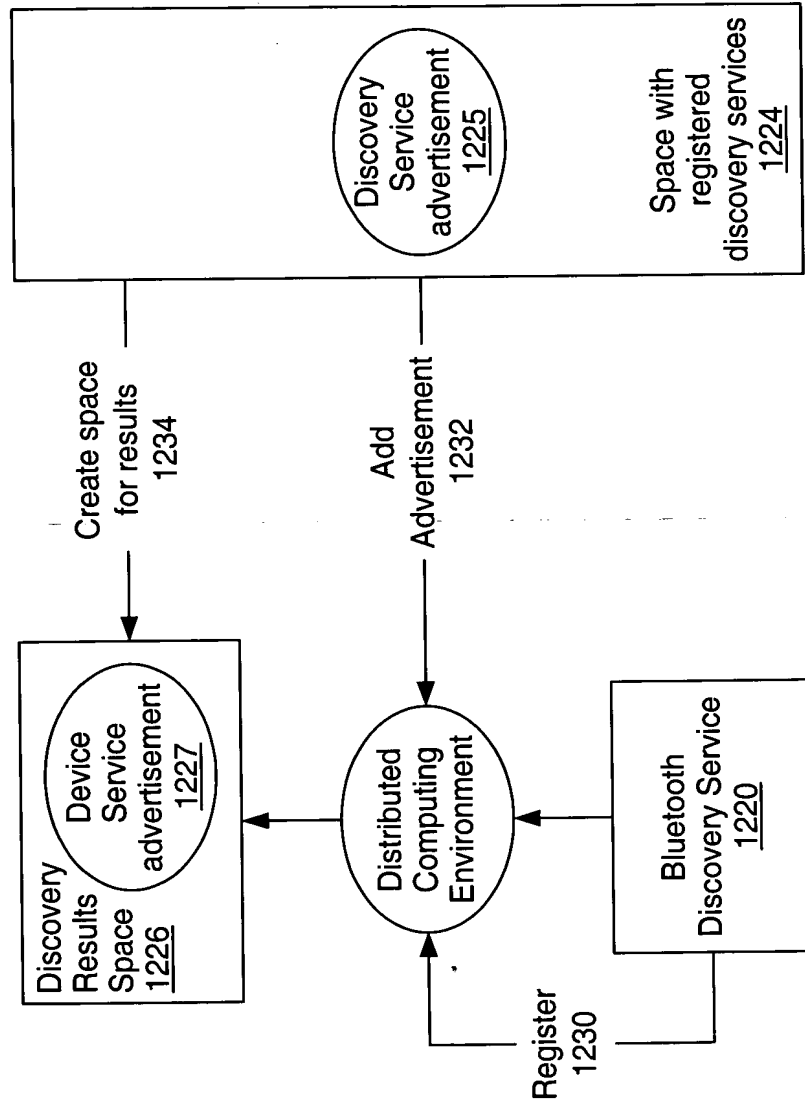 Discovery
Results
Space
1226
Device
Service
advertisement
1227
Create space
for results
1234
Discovery
Service
advertisement
1225
Distributed
Computing
Environment
Add
Advertisement
1232
Register
1230
Bluetooth
Discovery Service
1220
Space with
registered
discovery services
1224